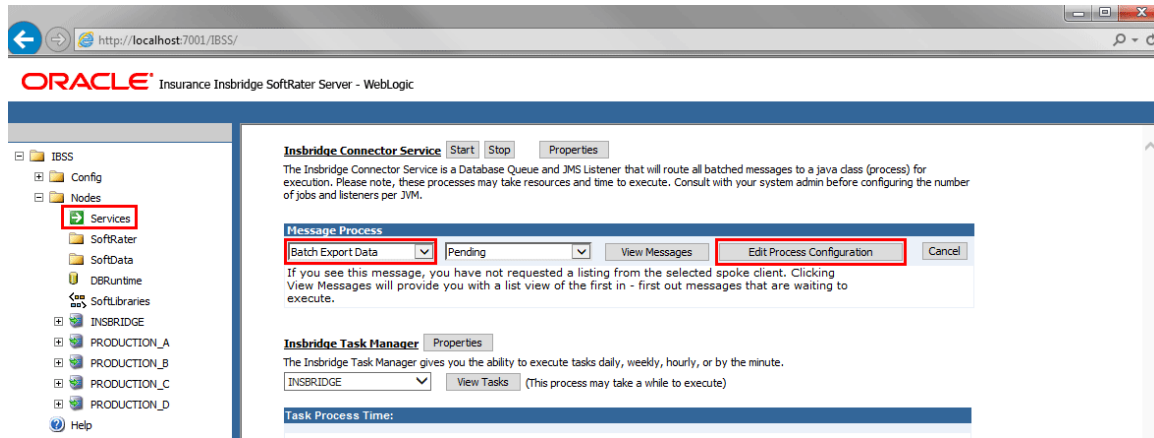 http://localhost:7001/IBSS/
ORACLE® Insurance Insbridge SoftRater Server - WebLogic
IBSS
Config
Nodes
Services
SoftRater
SoftData
DBRuntime
SoftLibraries
INSBRIDGE
PRODUCTION_A
PRODUCTION_B
PRODUCTION_C
PRODUCTION_D
Help
Insbridge Connector Service Start Stop Properties
The Insbridge Connector Service is a Database Queue and JMS Listener that will route all batched messages to a java class (process) for
execution. Please note, these processes may take resources and time to execute. Consult with your system admin before configuring the number
of jobs and listeners per JVM.
Message Process
Batch Export Data Pending View Messages Edit Process Configuration Cancel
If you see this message, you have not requested a listing from the selected spoke client. Clicking
View Messages will provide you with a list view of the first in - first out messages that are waiting to
execute.
Insbridge Task Manager Properties
The Insbridge Task Manager gives you the ability to execute tasks daily, weekly, hourly, or by the minute.
INSBRIDGE View Tasks (This process may take a while to execute)
Task Process Time: